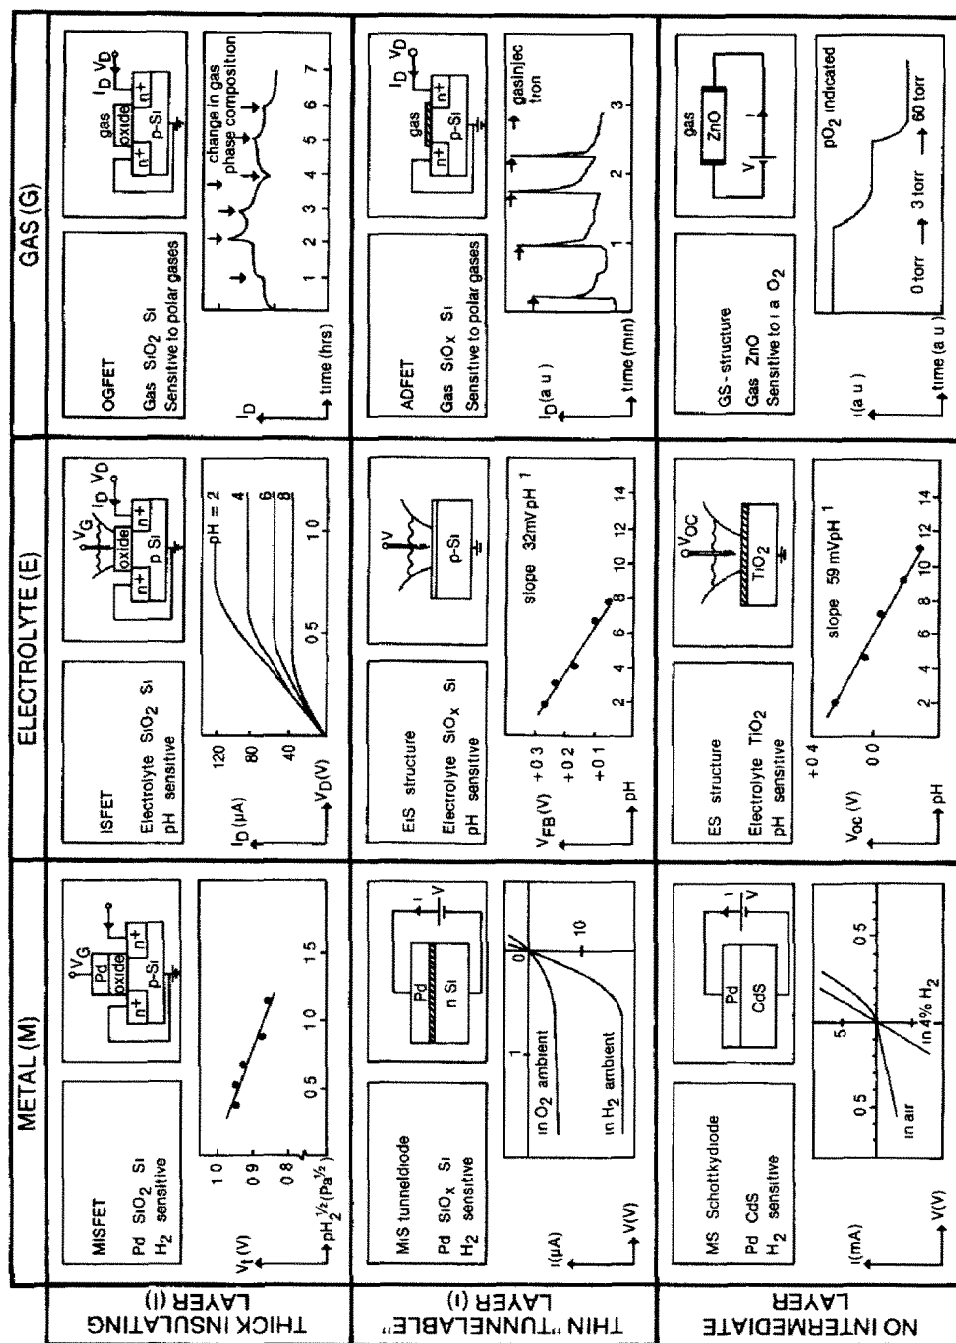 METAL (M)
ELECTROLYTE (E)
GAS (G)
THICK INSULATING
LAYER (I)
MISFET
Pd SiO2 Si
H2 sensitive
VG
Pd
oxide
n+
n+
p-Si
Vt(V)
1 0
0 9
0 8
0 5
1.0
1.5
pH2 1/2 (Pa 1/2)
ISFET
Electrolyte SiO2 Si
pH sensitive
VG
ID VD
oxide
n+
n+
p Si
ID(µA)
120
80
40
pH = 2
4
6
8
0 5
1 0
VD(V)
OGFET
Gas SiO2 Si
Sensitive to polar gases
gas
ID VD
oxide
n+
n+
p-Si
ID
change in gas
phase composition
1 2 3 4 5 6 7
time (hrs)
THIN "TUNNELABLE"
LAYER (I)
MIS tunneldiode
Pd SiOx Si
H2 sensitive
Pd
n Si
I
V
I(µA)
0
10
1
in O2 ambient
in H2 ambient
V(V)
EIS structure
Electrolyte SiOx Si
pH sensitive
V
p-Si
VFB(V)
+0 3
+0 2
+0 1
slope 32mV pH 1
2 4 6 8 10 12 14
pH
ADFET
Gas SiOx Si
Sensitive to polar gases
gas
ID VD
n+
n+
p-Si
ID(a u)
gasinjec
tron
1 2 3
time (min)
NO INTERMEDIATE
LAYER
MS Schottkydiode
Pd CdS
H2 sensitive
Pd
CdS
I
V
I(mA)
5
0 5
0 5
in air
in 4% H2
V(V)
ES structure
Electrolyte TiO2
pH sensitive
VOC
TiO2
VOC (V)
+0 4
0 0
slope 59 mVpH 1
2 4 6 8 10 12 14
pH
GS-structure
Gas ZnO
Sensitive to i a O2
gas
ZnO
V
I
I(a u)
pO2 indicated
0 torr → 3 torr → 60 torr
time (a u)